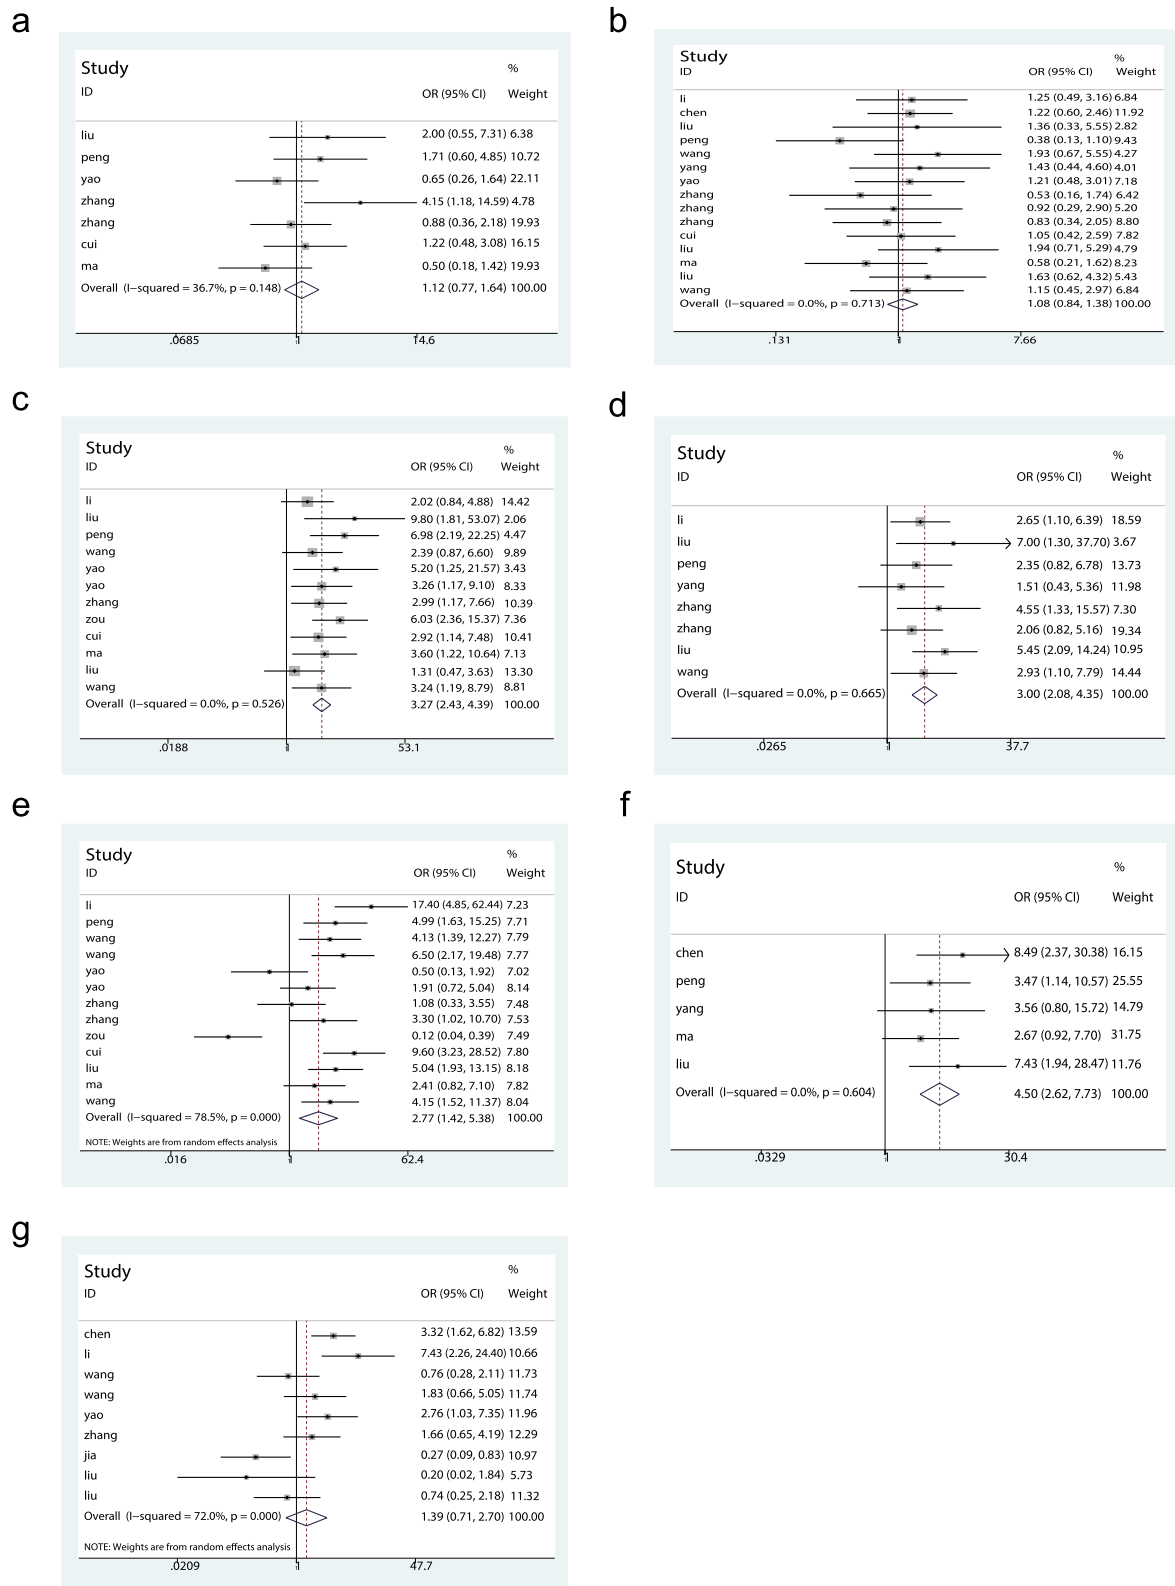 a
Study
%
ID
OR (95% CI) Weight
liu 2.00 (0.55, 7.31) 6.38
peng 1.71 (0.60, 4.85) 10.72
yao 0.65 (0.26, 1.64) 22.11
zhang 4.15 (1.18, 14.59) 4.78
zhang 0.88 (0.36, 2.18) 19.93
cui 1.22 (0.48, 3.08) 16.15
ma 0.50 (0.18, 1.42) 19.93
Overall (I−squared = 36.7%, p = 0.148) 1.12 (0.77, 1.64) 100.00
.0685 1 14.6
b
Study
%
ID OR (95% CI) Weight
li 1.25 (0.49, 3.16) 6.84
chen 1.22 (0.60, 2.46) 11.92
liu 1.36 (0.33, 5.55) 2.82
peng 0.38 (0.13, 1.10) 9.43
wang 1.93 (0.67, 5.55) 4.27
yang 1.43 (0.44, 4.60) 4.01
yao 1.21 (0.48, 3.01) 7.18
zhang 0.53 (0.16, 1.74) 6.42
zhang 0.92 (0.29, 2.90) 5.20
zhang 0.83 (0.34, 2.05) 8.80
cui 1.05 (0.42, 2.59) 7.82
liu 1.94 (0.71, 5.29) 4.79
ma 0.58 (0.21, 1.62) 8.23
liu 1.63 (0.62, 4.32) 5.43
wang 1.15 (0.45, 2.97) 6.84
Overall (I−squared = 0.0%, p = 0.713) 1.08 (0.84, 1.38) 100.00
.131 1 7.66
c
Study
%
ID OR (95% CI) Weight
li 2.02 (0.84, 4.88) 14.42
liu 9.80 (1.81, 53.07) 2.06
peng 6.98 (2.19, 22.25) 4.47
wang 2.39 (0.87, 6.60) 9.89
yao 5.20 (1.25, 21.57) 3.43
yao 3.26 (1.17, 9.10) 8.33
zhang 2.99 (1.17, 7.66) 10.39
zou 6.03 (2.36, 15.37) 7.36
cui 2.92 (1.14, 7.48) 10.41
ma 3.60 (1.22, 10.64) 7.13
liu 1.31 (0.47, 3.63) 13.30
wang 3.24 (1.19, 8.79) 8.81
Overall (I−squared = 0.0%, p = 0.526) 3.27 (2.43, 4.39) 100.00
.0188 1 53.1
d
Study
%
ID OR (95% CI) Weight
li 2.65 (1.10, 6.39) 18.59
liu 7.00 (1.30, 37.70) 3.67
peng 2.35 (0.82, 6.78) 13.73
yang 1.51 (0.43, 5.36) 11.98
zhang 4.55 (1.33, 15.57) 7.30
zhang 2.06 (0.82, 5.16) 19.34
liu 5.45 (2.09, 14.24) 10.95
wang 2.93 (1.10, 7.79) 14.44
Overall (I−squared = 0.0%, p = 0.665) 3.00 (2.08, 4.35) 100.00
.0265 1 37.7
e
Study
%
ID OR (95% CI) Weight
li 17.40 (4.85, 62.44) 7.23
peng 4.99 (1.63, 15.25) 7.71
wang 4.13 (1.39, 12.27) 7.79
wang 6.50 (2.17, 19.48) 7.77
yao 0.50 (0.13, 1.92) 7.02
yao 1.91 (0.72, 5.04) 8.14
zhang 1.08 (0.33, 3.55) 7.48
zhang 3.30 (1.02, 10.70) 7.53
zou 0.12 (0.04, 0.39) 7.49
cui 9.60 (3.23, 28.52) 7.80
liu 5.04 (1.93, 13.15) 8.18
ma 2.41 (0.82, 7.10) 7.82
wang 4.15 (1.52, 11.37) 8.04
Overall (I−squared = 78.5%, p = 0.000) 2.77 (1.42, 5.38) 100.00
NOTE: Weights are from random effects analysis
.016 1 62.4
f
Study
%
ID OR (95% CI) Weight
chen 8.49 (2.37, 30.38) 16.15
peng 3.47 (1.14, 10.57) 25.55
yang 3.56 (0.80, 15.72) 14.79
ma 2.67 (0.92, 7.70) 31.75
liu 7.43 (1.94, 28.47) 11.76
Overall (I−squared = 0.0%, p = 0.604) 4.50 (2.62, 7.73) 100.00
.0329 1 30.4
g
Study
%
ID OR (95% CI) Weight
chen 3.32 (1.62, 6.82) 13.59
li 7.43 (2.26, 24.40) 10.66
wang 0.76 (0.28, 2.11) 11.73
wang 1.83 (0.66, 5.05) 11.74
yao 2.76 (1.03, 7.35) 11.96
zhang 1.66 (0.65, 4.19) 12.29
jia 0.27 (0.09, 0.83) 10.97
liu 0.20 (0.02, 1.84) 5.73
liu 0.74 (0.25, 2.18) 11.32
Overall (I−squared = 72.0%, p = 0.000) 1.39 (0.71, 2.70) 100.00
NOTE: Weights are from random effects analysis
.0209 1 47.7